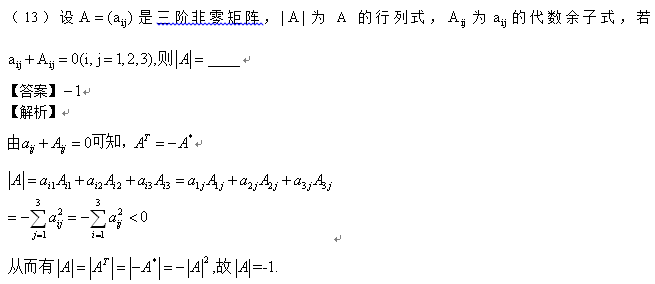 （13）设 A = (a_{ij}) 是三阶非零矩阵，|A| 为 A 的行列式，A_{ij} 为 a_{ij} 的代数余子式，若
a_{ij} + A_{ij} = 0(i, j = 1,2,3),则|A| = ____
【答案】−1
【解析】
由a_{ij} + A_{ij} = 0可知，A^T = −A^*
|A| = a_{i1}A_{i1} + a_{i2}A_{i2} + a_{i3}A_{i3} = a_{1j}A_{1j} + a_{2j}A_{2j} + a_{3j}A_{3j}
= −\sum_{j=1}^{3} a_{ij}^2 = −\sum_{i=1}^{3} a_{ij}^2 < 0
从而有|A| = |A^T| = |−A^*| = −|A|^2,故|A|=-1.